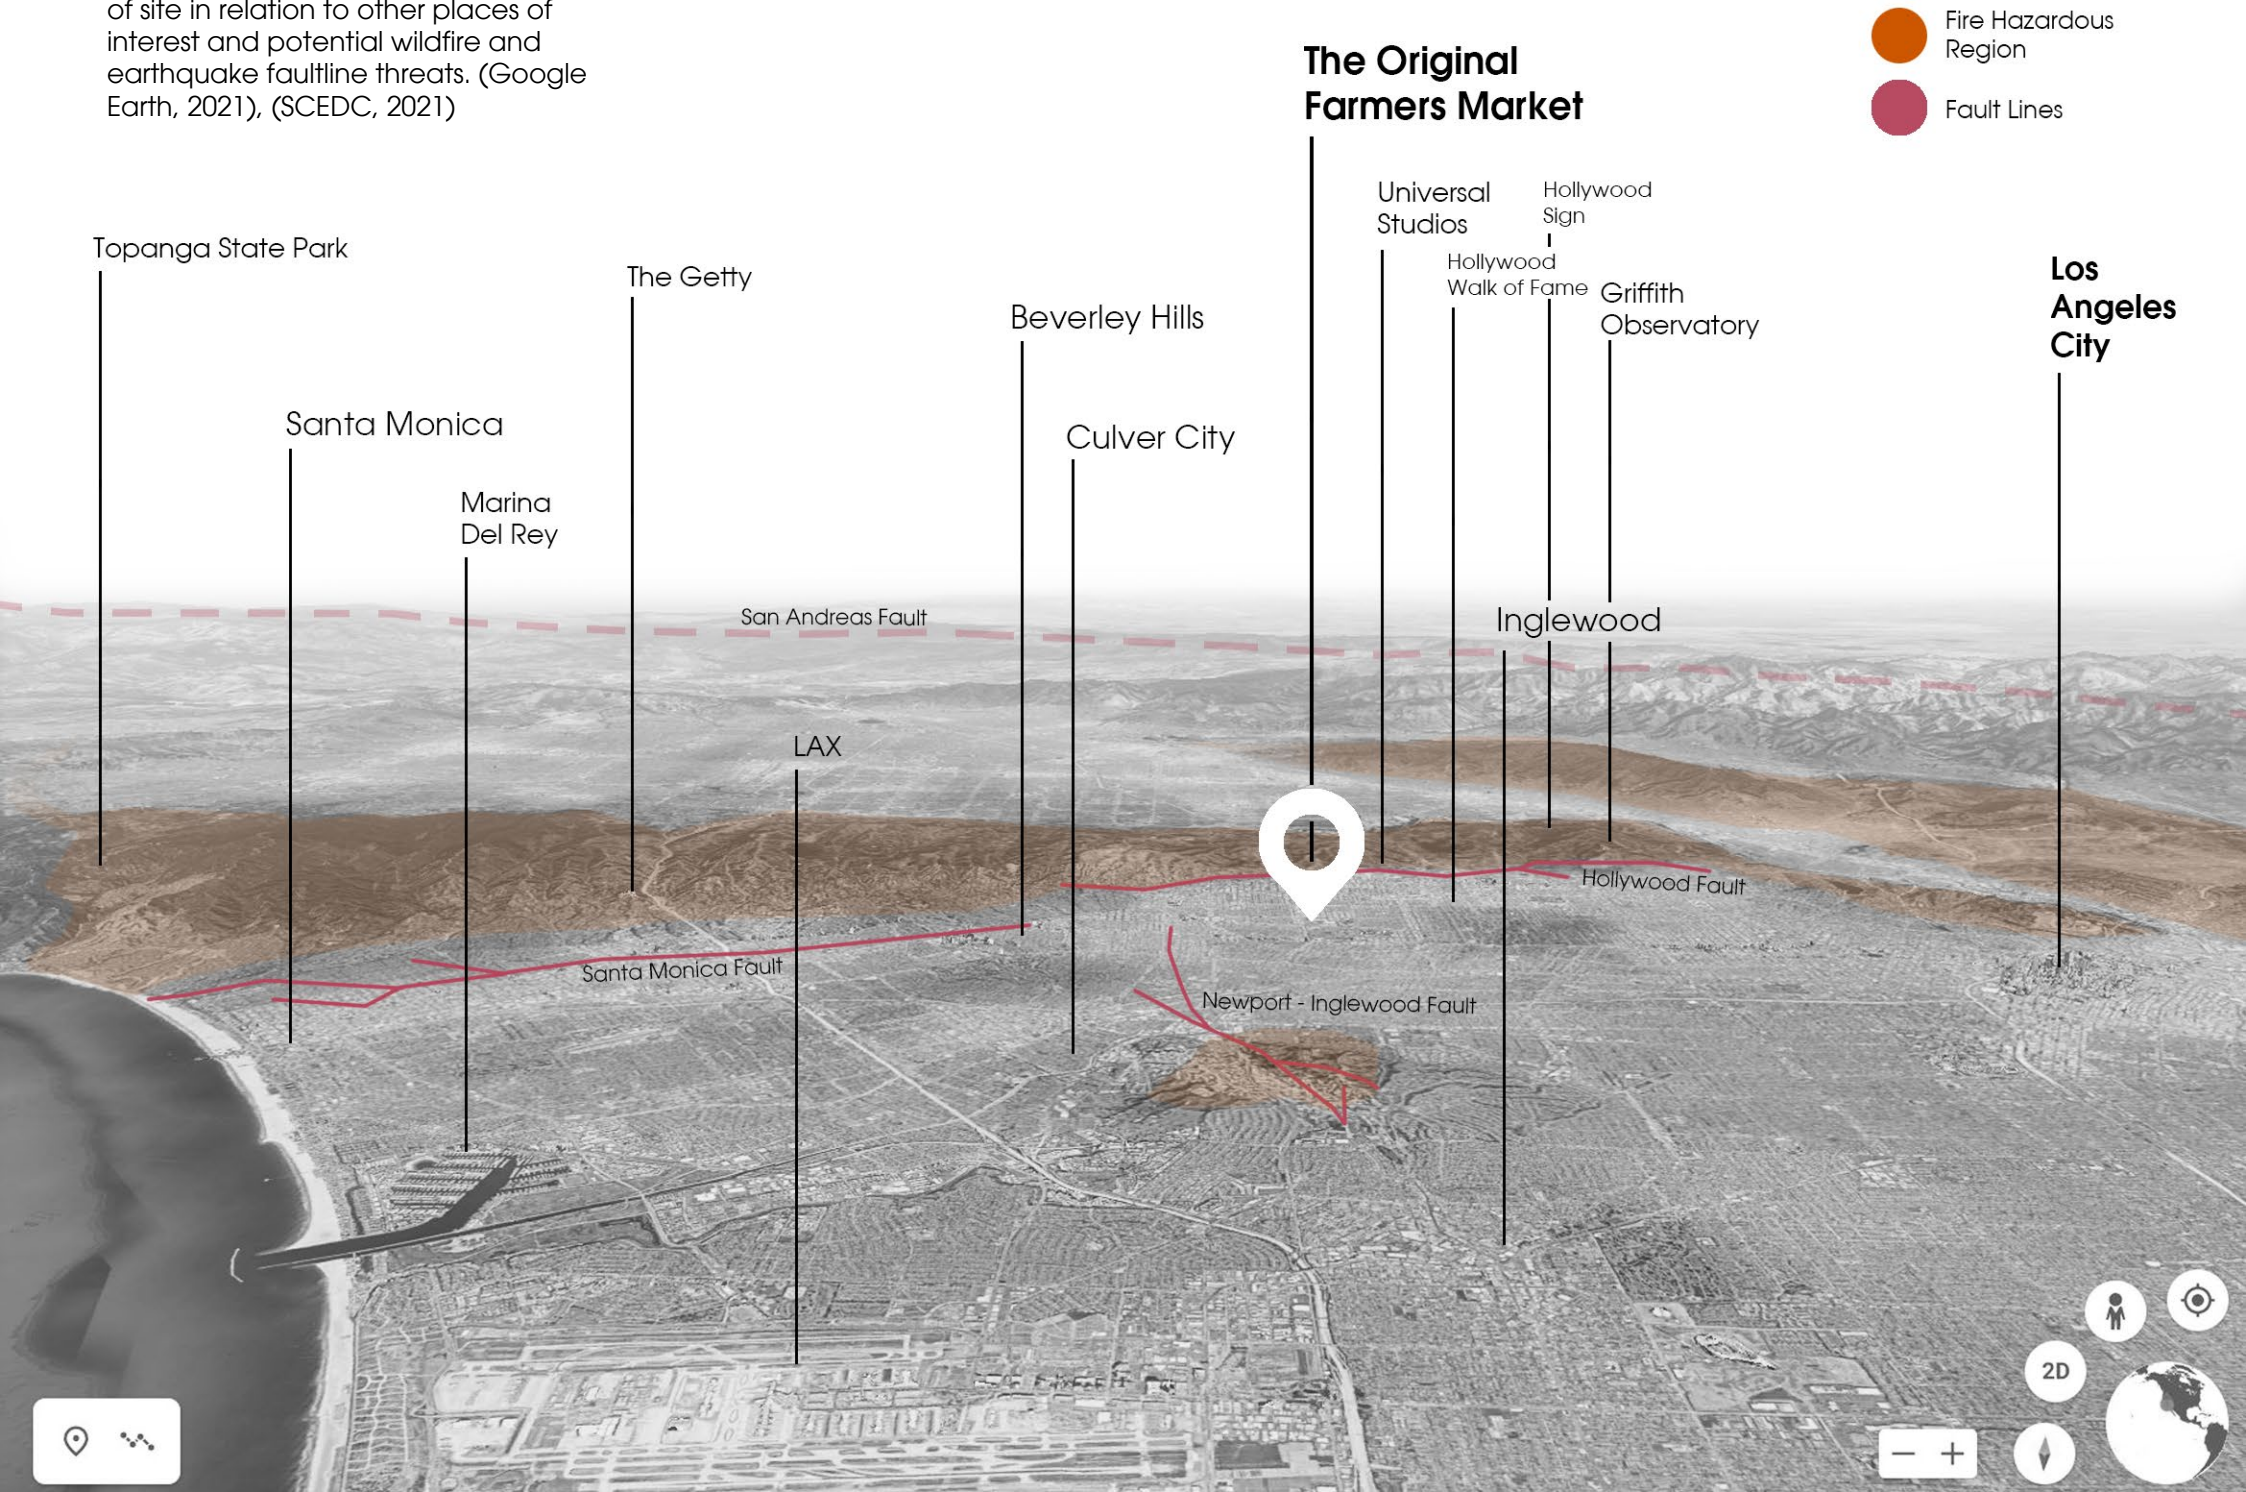 of site in relation to other places of
interest and potential wildfire and
earthquake faultline threats. (Google
Earth, 2021), (SCEDC, 2021)
Fire Hazardous
Region
Fault Lines
The Original
Farmers Market
Universal
Studios
Hollywood
Sign
Hollywood
Walk of Fame
Griffith
Observatory
Los
Angeles
City
Topanga State Park
The Getty
Beverley Hills
Santa Monica
Culver City
Marina
Del Rey
San Andreas Fault
Inglewood
LAX
Hollywood Fault
Santa Monica Fault
Newport - Inglewood Fault
2D